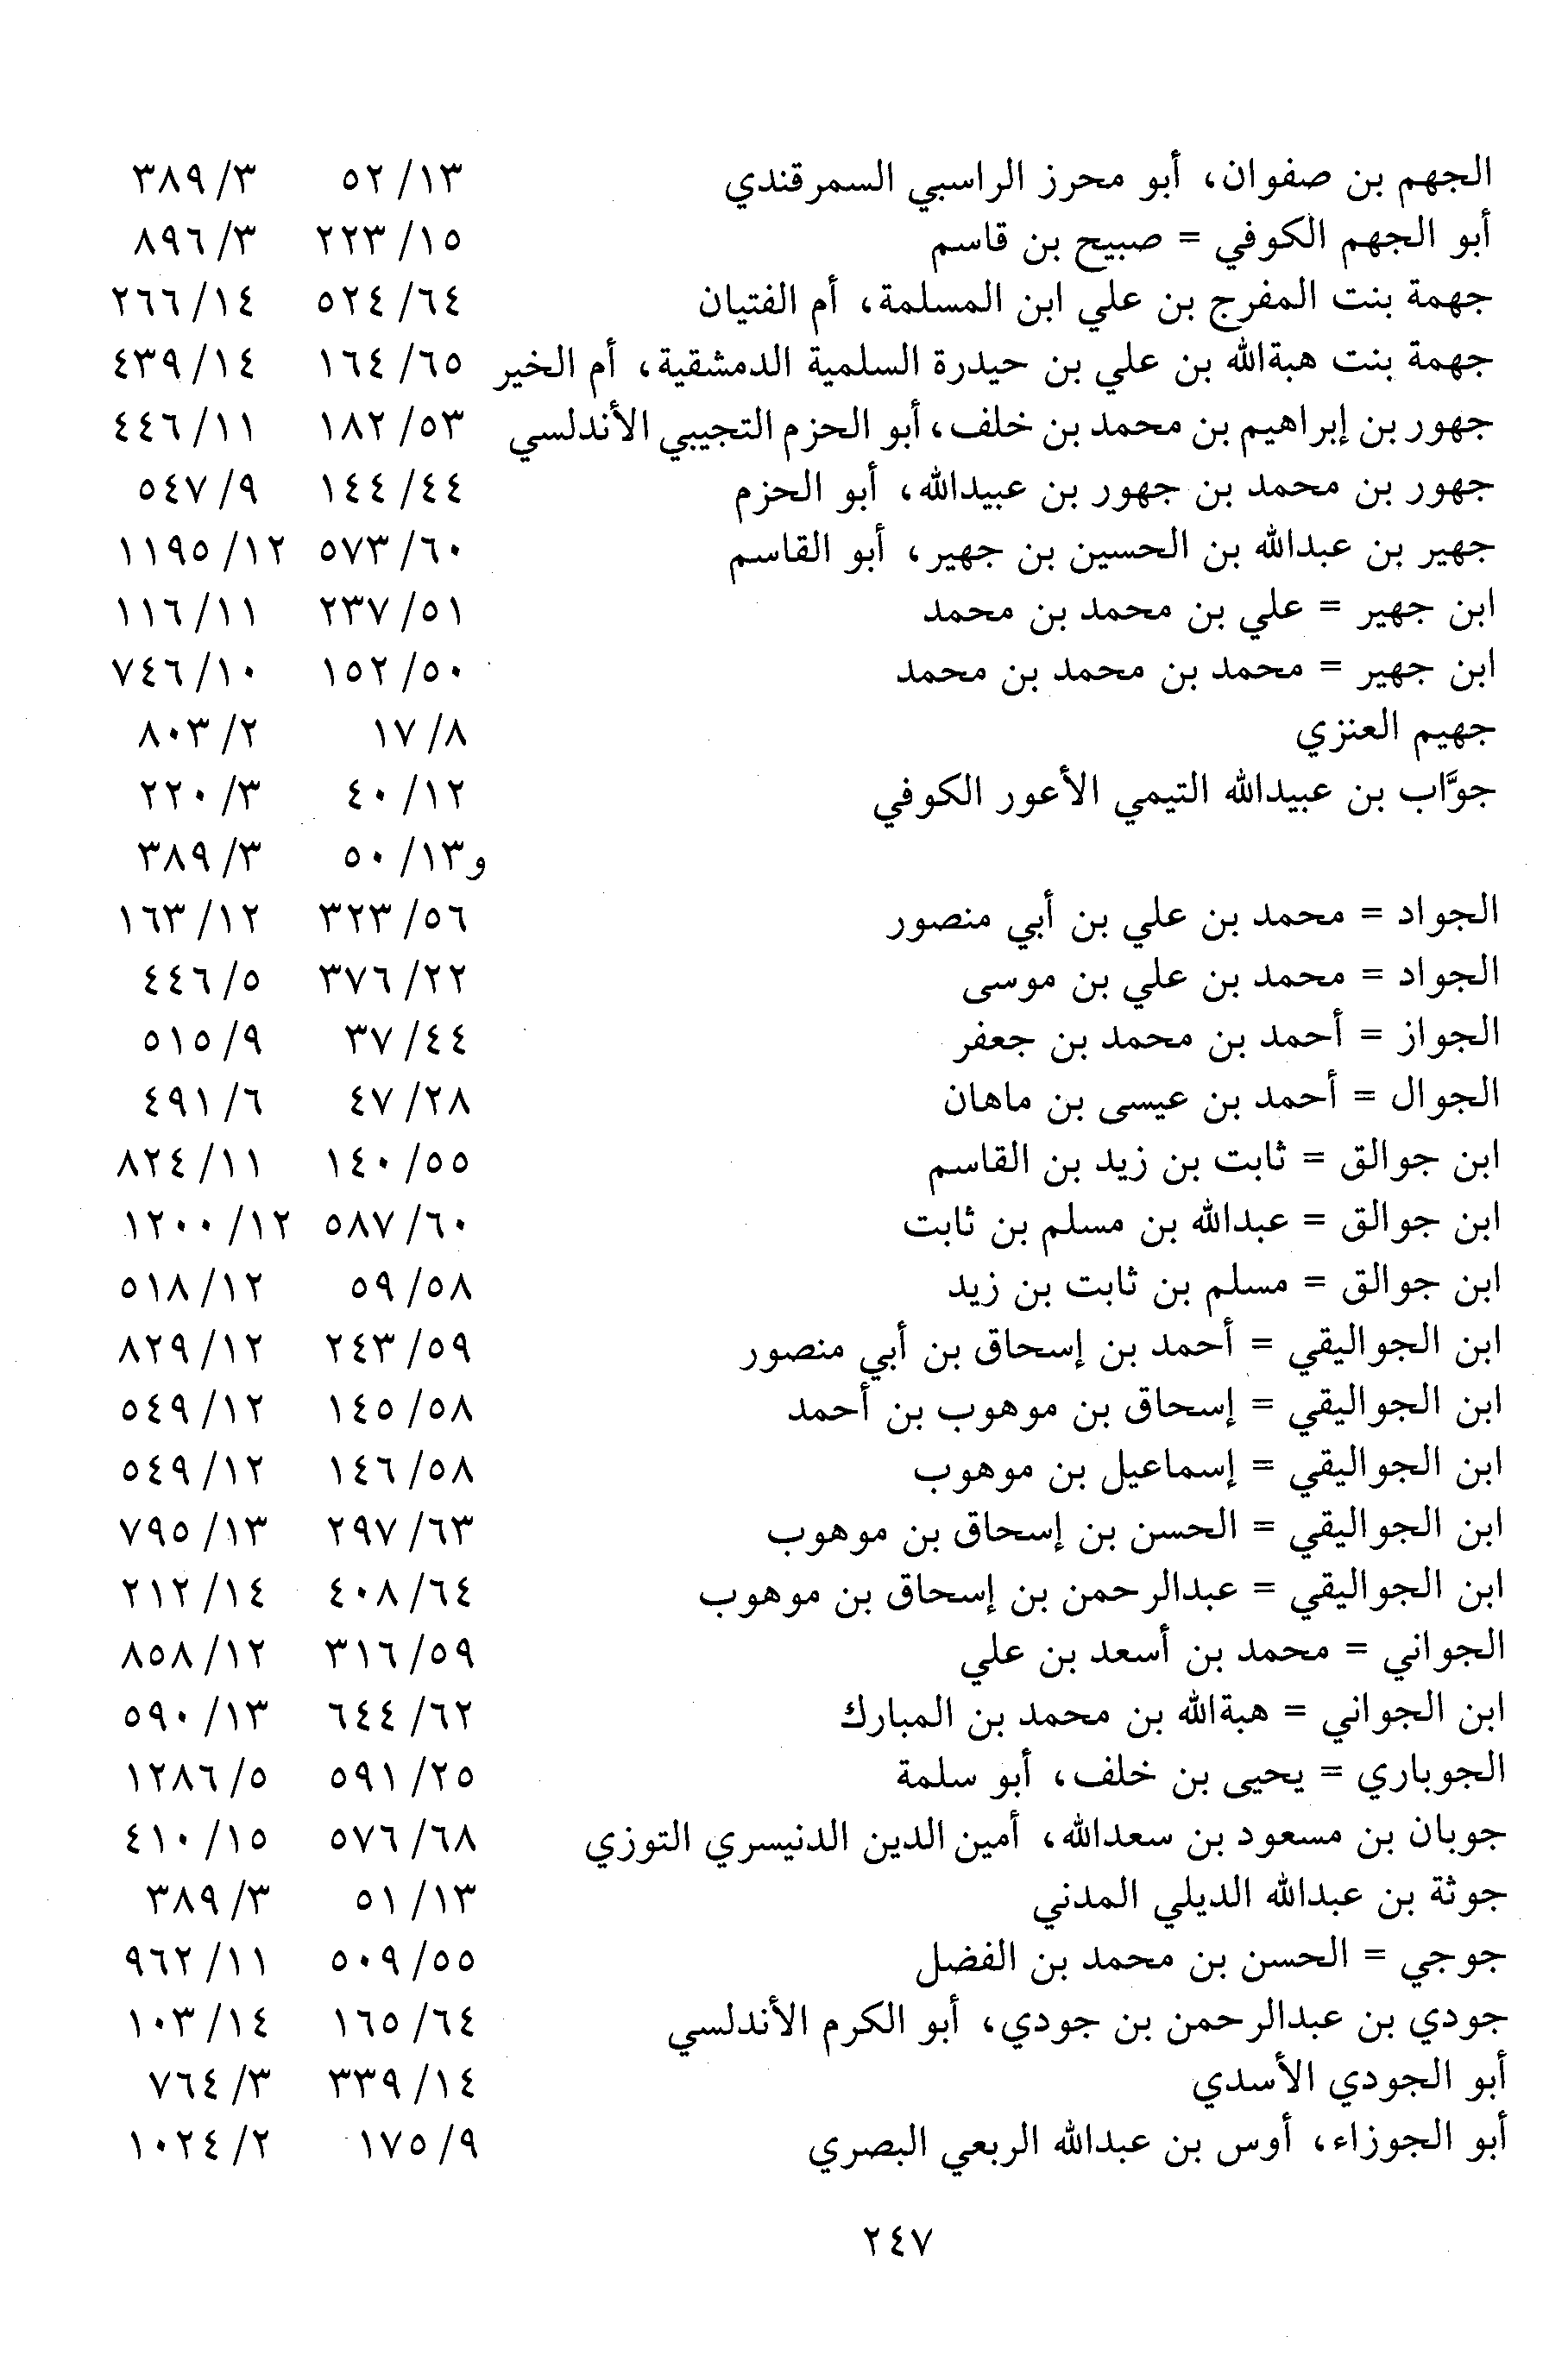 الجهم بن صفوان، أبو محرز الراسبي السمرقندي ١٣/ ٥٢ ٣/ ٣٨٩
أبو الجهم الكوفي = صبيح بن قاسم ١٥/ ٢٢٣ ٣/ ٨٩٦
جهمة بنت المفرج بن علي ابن المسلمة، أم الفتيان ٦٤/ ٥٢٤ ١٤/ ٢٦٦
جهمة بنت هبةالله بن علي بن حيدرة السلمية الدمشقية، أم الخير ٦٥/ ١٦٤ ١٤/ ٤٣٩
جهور بن إبراهيم بن محمد بن خلف، أبو الحزم التجيبي الأندلسي ٥٣/ ١٨٢ ١١/ ٤٤٦
جهور بن محمد بن جهور بن عبيدالله، أبو الحزم ٤٤/ ١٤٤ ٩/ ٥٤٧
جهير بن عبدالله بن الحسين بن جهير، أبو القاسم ٦٠/ ٥٧٣ ١٢/ ١١٩٥
ابن جهير = علي بن محمد بن محمد ٥١/ ٢٣٧ ١١/ ١١٦
ابن جهير = محمد بن محمد بن محمد ٥٠/ ١٥٢ ١٠/ ٧٤٦
جهيم العنزي ٨/ ١٧ ٢/ ٨٠٣
جوَّاب بن عبيدالله التيمي الأعور الكوفي ١٢/ ٤٠ ٣/ ٢٢٠
و١٣/ ٥٠ ٣/ ٣٨٩
الجواد = محمد بن علي بن أبي منصور ٥٦/ ٣٢٣ ١٢/ ١٦٣
الجواد = محمد بن علي بن موسى ٢٢/ ٣٧٦ ٥/ ٤٤٦
الجواز = أحمد بن محمد بن جعفر ٤٤/ ٣٧ ٩/ ٥١٥
الجوال = أحمد بن عيسى بن ماهان ٢٨/ ٤٧ ٦/ ٤٩١
ابن جوالق = ثابت بن زيد بن القاسم ٥٥/ ١٤٠ ١١/ ٨٢٤
ابن جوالق = عبدالله بن مسلم بن ثابت ٦٠/ ٥٨٧ ١٢/ ١٢٠٠
ابن جوالق = مسلم بن ثابت بن زيد ٥٨/ ٥٩ ١٢/ ٥١٨
ابن الجواليقي = أحمد بن إسحاق بن أبي منصور ٥٩/ ٢٤٣ ١٢/ ٨٢٩
ابن الجواليقي = إسحاق بن موهوب بن أحمد ٥٨/ ١٤٥ ١٢/ ٥٤٩
ابن الجواليقي = إسماعيل بن موهوب ٥٨/ ١٤٦ ١٢/ ٥٤٩
ابن الجواليقي = الحسن بن إسحاق بن موهوب ٦٣/ ٢٩٧ ١٣/ ٧٩٥
ابن الجواليقي = عبدالرحمن بن إسحاق بن موهوب ٦٤/ ٤٠٨ ١٤/ ٢١٢
الجواني = محمد بن أسعد بن علي ٥٩/ ٣١٦ ١٢/ ٨٥٨
ابن الجواني = هبةالله بن محمد بن المبارك ٦٢/ ٦٤٤ ١٣/ ٥٩٠
الجوباري = يحيى بن خلف، أبو سلمة ٢٥/ ٥٩١ ٥/ ١٢٨٦
جوبان بن مسعود بن سعدالله، أمين الدين الدنيسري التوزي ٦٨/ ٥٧٦ ١٥/ ٤١٠
جوثة بن عبدالله الديلي المدني ١٣/ ٥١ ٣/ ٣٨٩
جوجي = الحسن بن محمد بن الفضل ٥٥/ ٥٠٩ ١١/ ٩٦٢
جودي بن عبدالرحمن بن جودي، أبو الكرم الأندلسي ٦٤/ ١٦٥ ١٤/ ١٠٣
أبو الجودي الأسدي ١٤/ ٣٣٩ ٣/ ٧٦٤
أبو الجوزاء، أوس بن عبدالله الربعي البصري ٩/ ١٧٥ ٢/ ١٠٢٤
٢٤٧